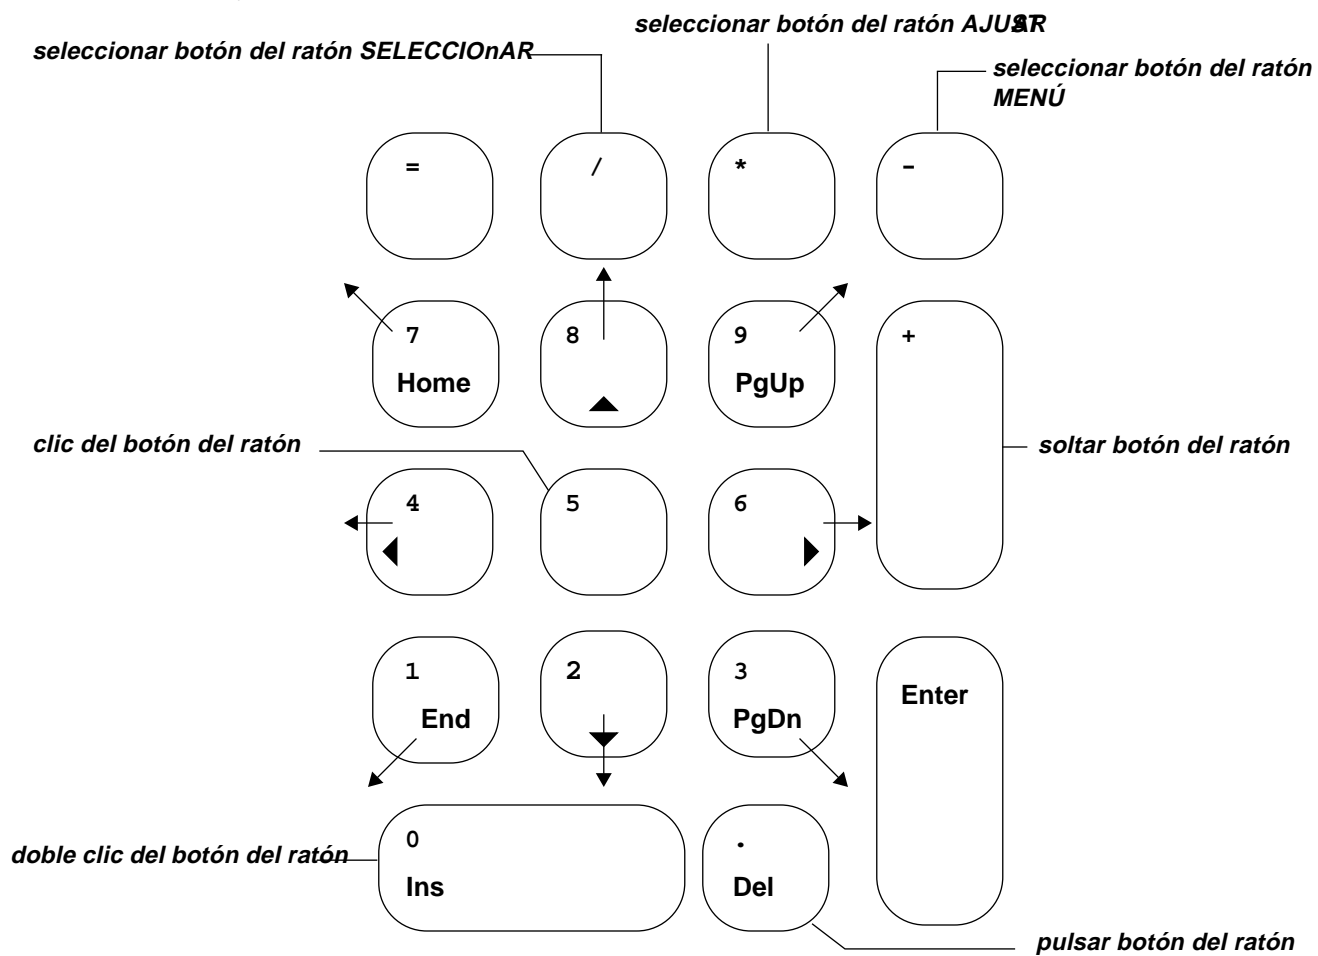 seleccionar botón del ratón AJUSTAR
seleccionar botón del ratón SELECCIOnAR
seleccionar botón del ratón
MENÚ
= / * -
7 8 9 +
Home PgUp
clic del botón del ratón
soltar botón del ratón
4 5 6
1 2 3
End PgDn Enter
0 .
doble clic del botón del ratón
Ins Del
pulsar botón del ratón